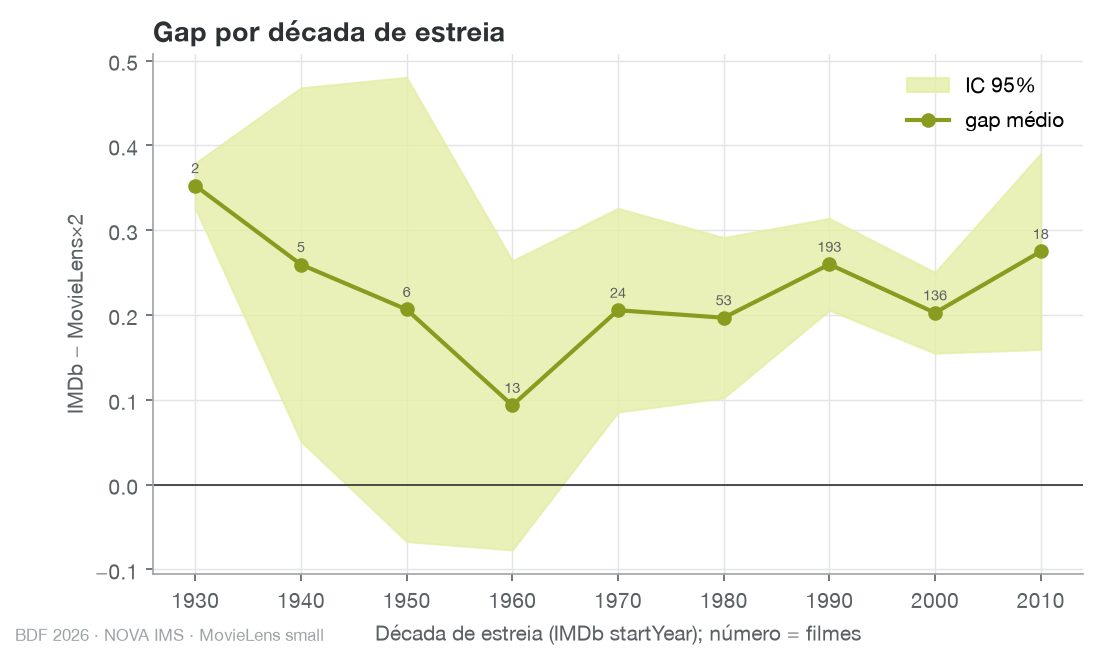 Gap por década de estreia
0.5
0.4
0.3
0.2
0.1
0.0
−0.1
IMDb − MovieLens×2
IC 95%
gap médio
2
5
6
13
24
53
193
136
18
1930 1940 1950 1960 1970 1980 1990 2000 2010
Década de estreia (IMDb startYear); número = filmes
BDF 2026 · NOVA IMS · MovieLens small